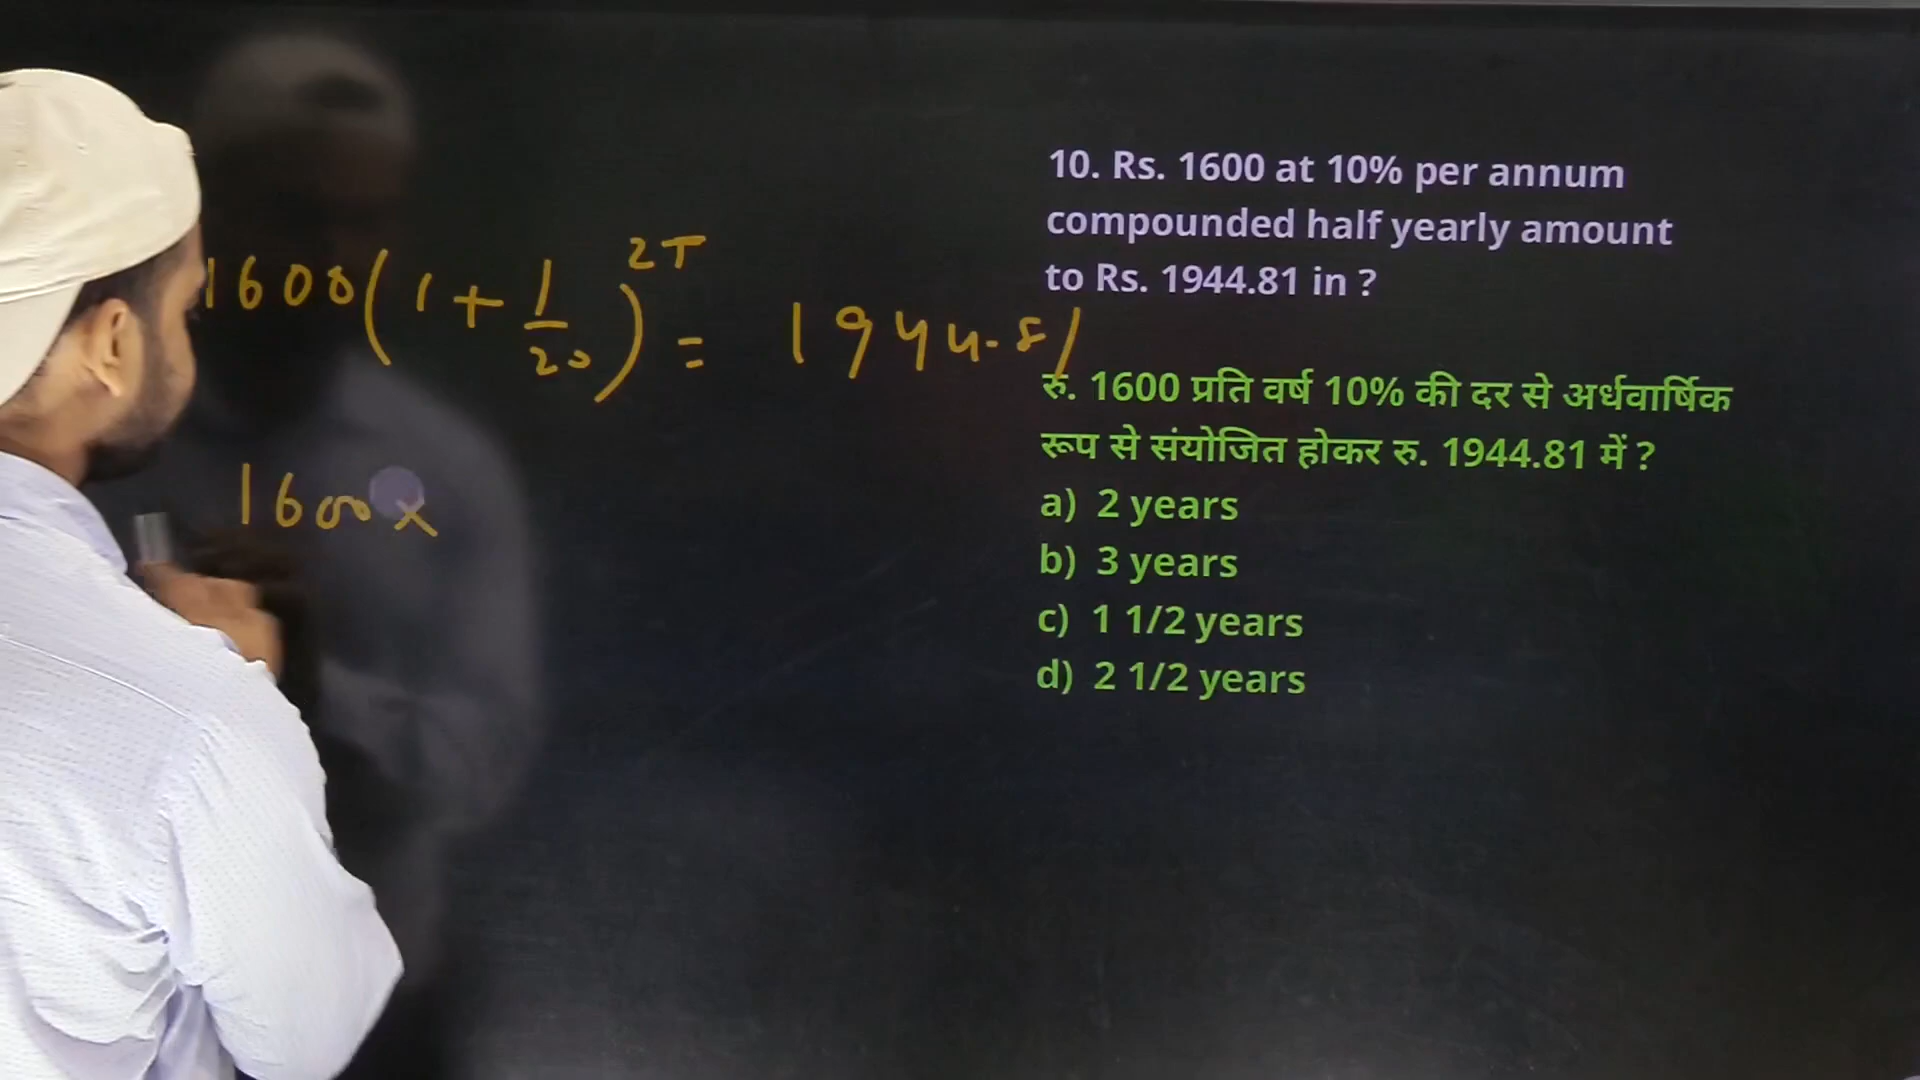 1600(1 + 1/20)^2T = 1944.81
1600 x
10. Rs. 1600 at 10% per annum
compounded half yearly amount
to Rs. 1944.81 in ?
रु. 1600 प्रति वर्ष 10% की दर से अर्धवार्षिक
रूप से संयोजित होकर रु. 1944.81 में ?
a) 2 years
b) 3 years
c) 1 1/2 years
d) 2 1/2 years